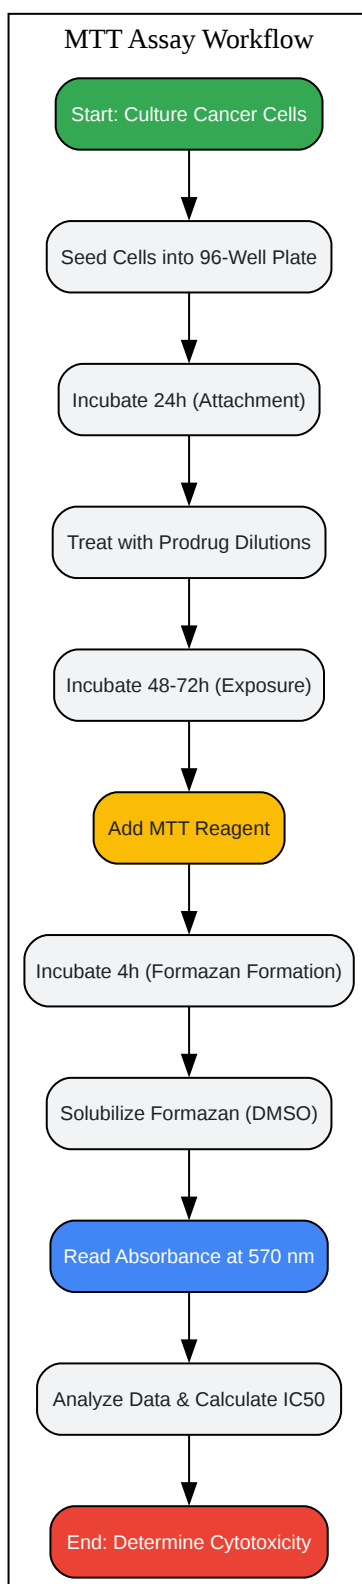 MTT Assay Workflow
Start: Culture Cancer Cells
Seed Cells into 96-Well Plate
Incubate 24h (Attachment)
Treat with Prodrug Dilutions
Incubate 48-72h (Exposure)
Add MTT Reagent
Incubate 4h (Formazan Formation)
Solubilize Formazan (DMSO)
Read Absorbance at 570 nm
Analyze Data & Calculate IC50
End: Determine Cytotoxicity